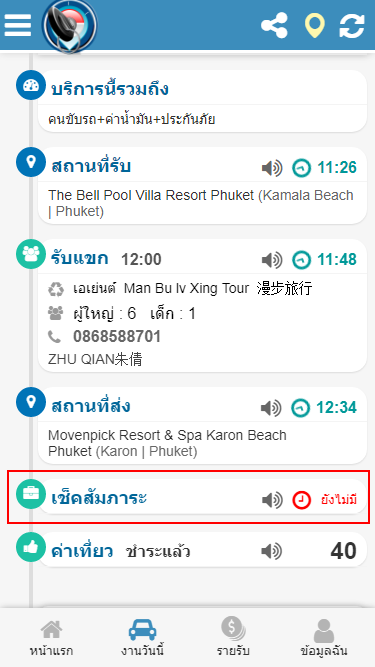 บริการนี้รวมถึง
คนขับรถ+ค่าน้ำมัน+ประกันภัย
สถานที่รับ 11:26
The Bell Pool Villa Resort Phuket (Kamala Beach
| Phuket)
รับแขก 12:00 11:48
เอเย่นต์ Man Bu lv Xing Tour 漫步旅行
ผู้ใหญ่ : 6 เด็ก : 1
0868588701
ZHU QIAN朱倩
สถานที่ส่ง 12:34
Movenpick Resort & Spa Karon Beach
Phuket (Karon | Phuket)
เช็คสัมภาระ ยังไม่มี
ค่าเที่ยว ชำระแล้ว 40
หน้าแรก งานวันนี้ รายรับ ข้อมูลฉัน